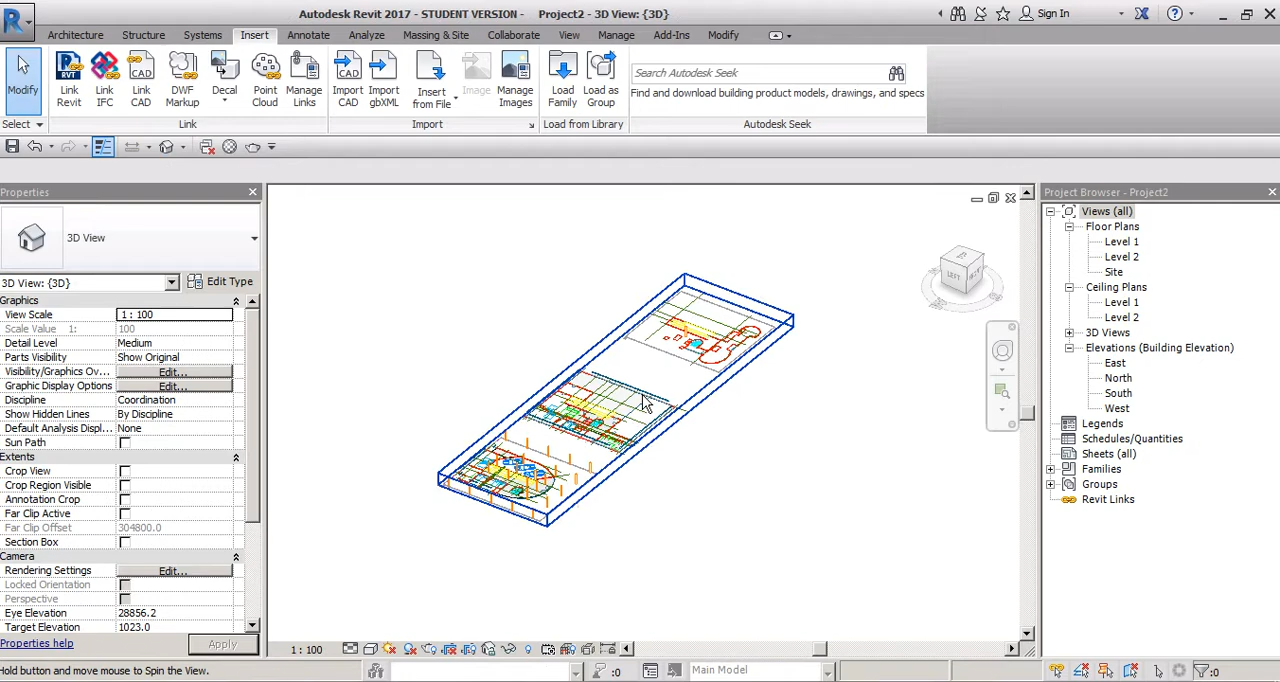 Autodesk Revit 2017 - STUDENT VERSION - Project2 - 3D View: {3D}
Sign In
Architecture Structure Systems Insert Annotate Analyze Massing & Site Collaborate View Manage Add-Ins Modify
Modify
Link Revit
Link IFC
Link CAD
DWF Markup
Decal
Point Cloud
Manage Links
Import CAD
Import gbXML
Insert from File
Image
Manage Images
Load Family
Load as Group
Search Autodesk Seek
Find and download building product models, drawings, and specs
Select Link Import Load from Library Autodesk Seek
Properties
3D View
3D View: {3D} Edit Type
Graphics
View Scale 1 : 100
Scale Value 1: 100
Detail Level Medium
Parts Visibility Show Original
Visibility/Graphics Ov... Edit...
Graphic Display Options Edit...
Discipline Coordination
Show Hidden Lines By Discipline
Default Analysis Displ... None
Sun Path
Extents
Crop View
Crop Region Visible
Annotation Crop
Far Clip Active
Far Clip Offset 304800.0
Section Box
Camera
Rendering Settings Edit...
Locked Orientation
Perspective
Eye Elevation 28856.2
Target Elevation 1023.0
Properties help Apply
LEFT
Project Browser - Project2
Views (all)
Floor Plans
Level 1
Level 2
Site
Ceiling Plans
Level 1
Level 2
3D Views
Elevations (Building Elevation)
East
North
South
West
Legends
Schedules/Quantities
Sheets (all)
Families
Groups
Revit Links
1 : 100
Hold button and move mouse to Spin the View.
:0
Main Model
:0